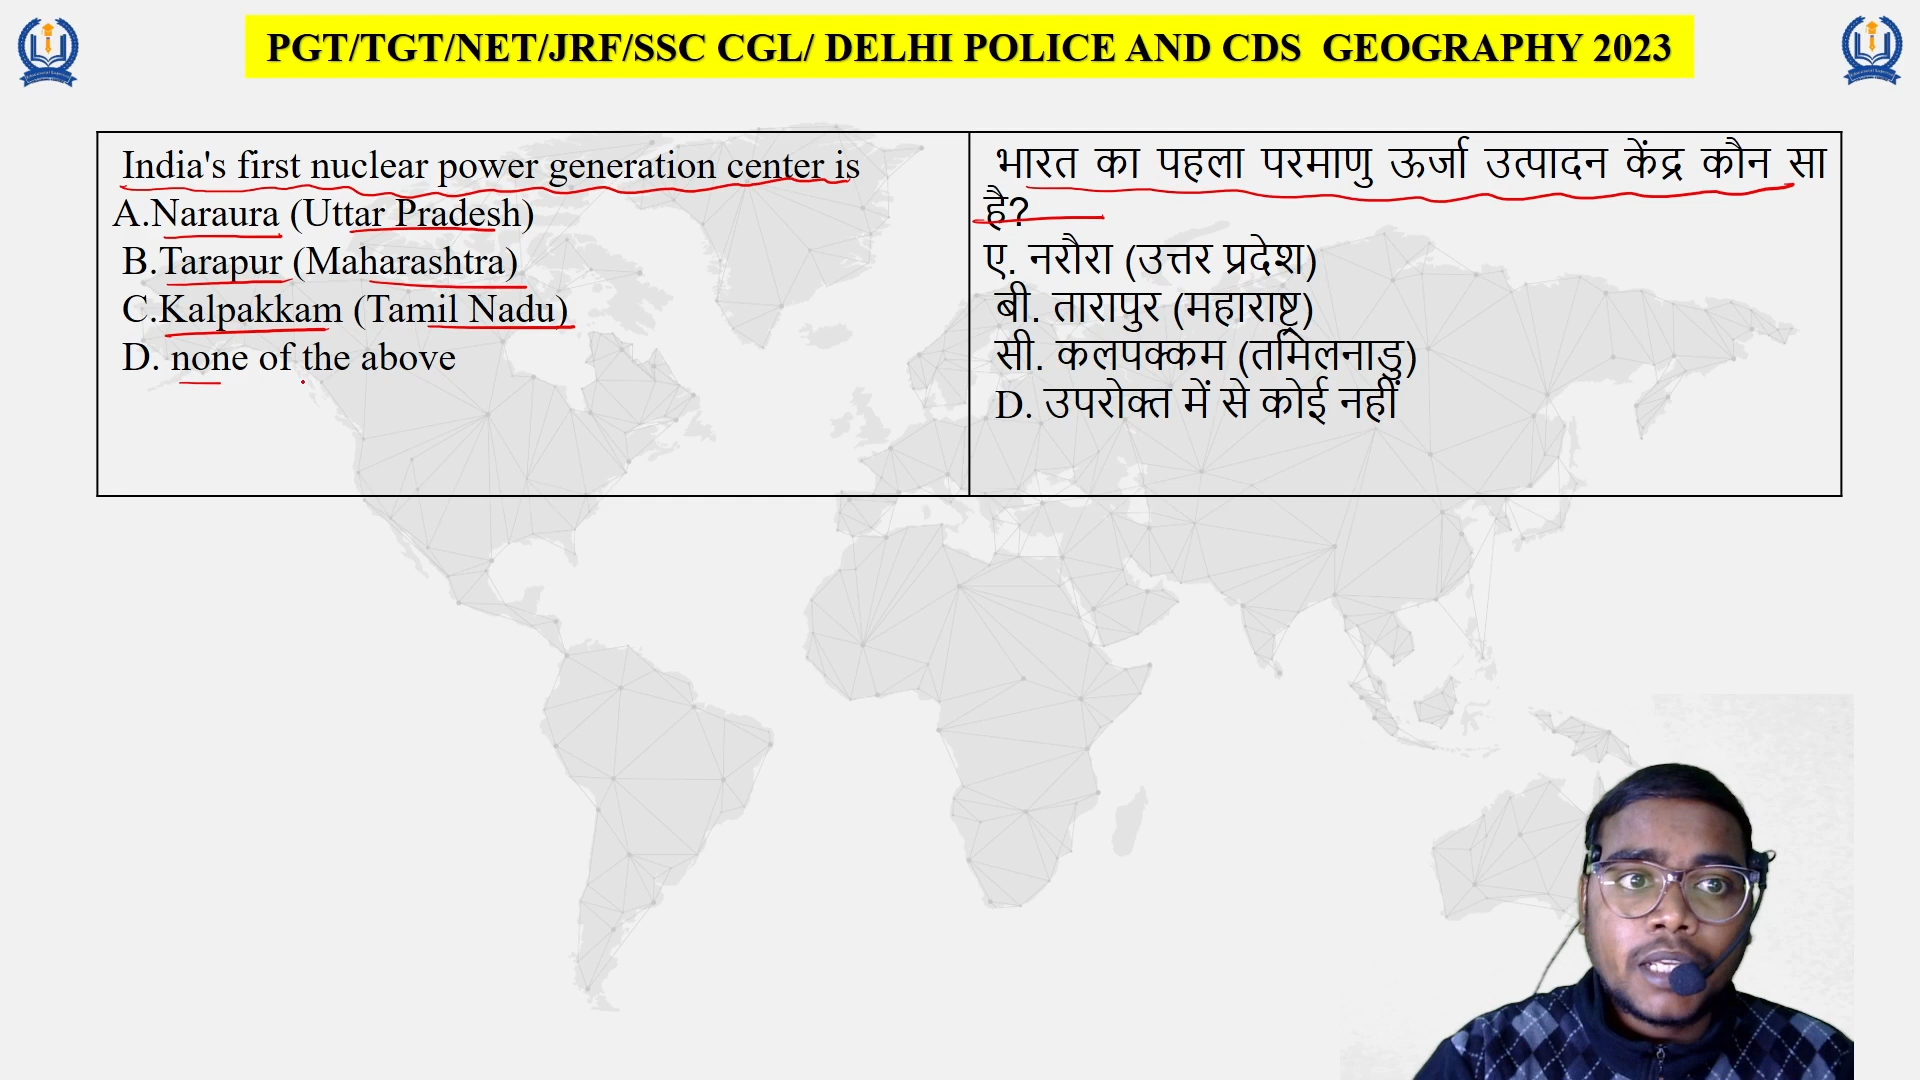 PGT/TGT/NET/JRF/SSC CGL/ DELHI POLICE AND CDS GEOGRAPHY 2023
India's first nuclear power generation center is
A.Naraura (Uttar Pradesh)
B.Tarapur (Maharashtra)
C.Kalpakkam (Tamil Nadu)
D. none of the above
भारत का पहला परमाणु ऊर्जा उत्पादन केंद्र कौन सा
है?
ए. नरौरा (उत्तर प्रदेश)
बी. तारापुर (महाराष्ट्र)
सी. कलपक्कम (तमिलनाडु)
D. उपरोक्त में से कोई नहीं